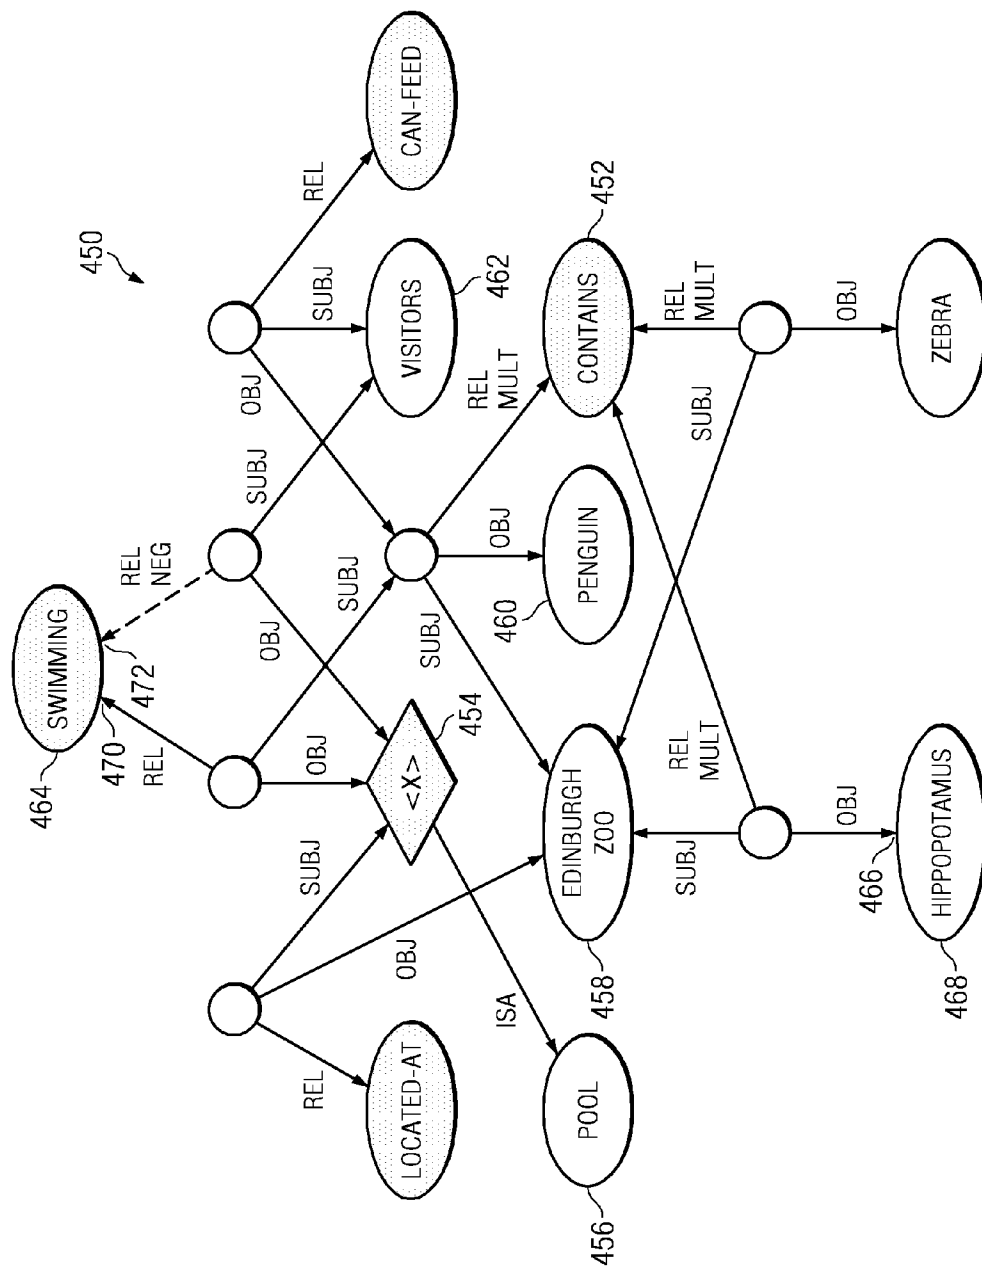 450
464
SWIMMING
470
472
REL
REL
NEG
OBJ
SUBJ
OBJ
SUBJ
REL
SUBJ
OBJ
SUBJ
REL
OBJ
LOCATED-AT
<X>
454
VISITORS
462
CAN-FEED
ISA
SUBJ
OBJ
REL
MULT
456
POOL
458
EDINBURGH
ZOO
460
PENGUIN
CONTAINS
452
SUBJ
REL
MULT
SUBJ
REL
MULT
OBJ
OBJ
466
468
HIPPOPOTAMUS
ZEBRA